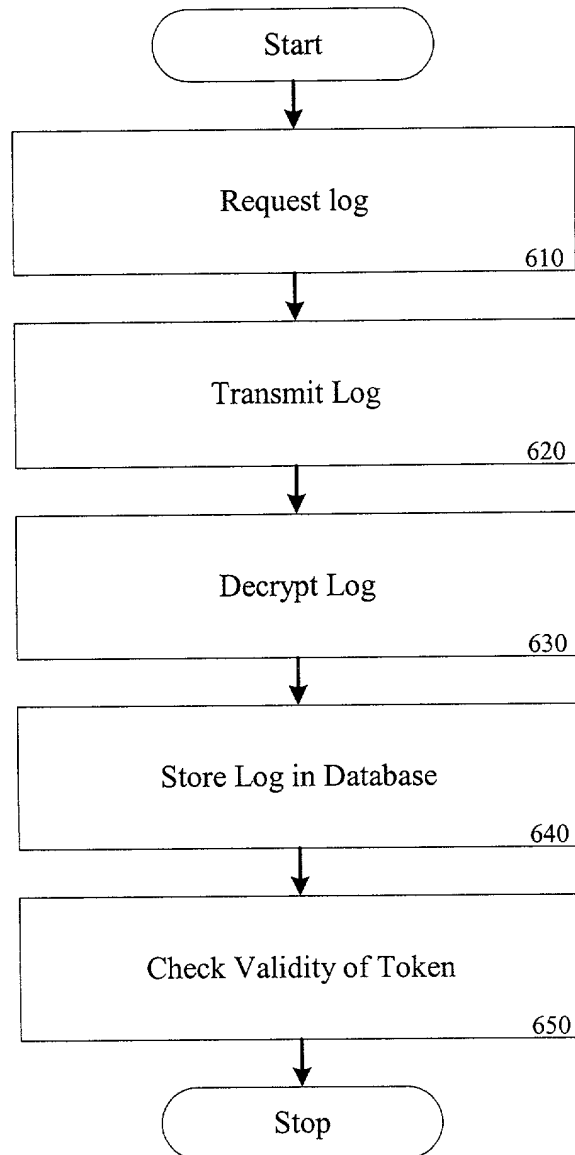 Start
Request log
610
Transmit Log
620
Decrypt Log
630
Store Log in Database
640
Check Validity of Token
650
Stop